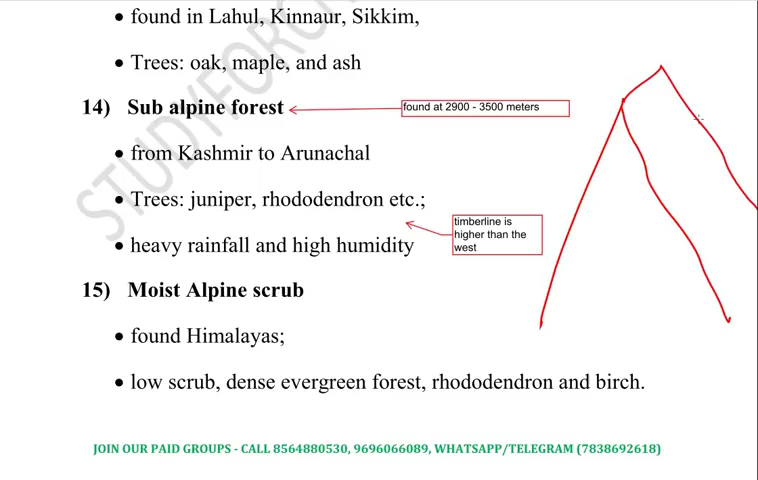 • found in Lahul, Kinnaur, Sikkim,
• Trees: oak, maple, and ash
14) Sub alpine forest
found at 2900 - 3500 meters
• from Kashmir to Arunachal
• Trees: juniper, rhododendron etc.;
timberline is
higher than the
west
• heavy rainfall and high humidity
15) Moist Alpine scrub
• found Himalayas;
• low scrub, dense evergreen forest, rhododendron and birch.
JOIN OUR PAID GROUPS - CALL 8564880530, 9696066089, WHATSAPP/TELEGRAM (7838692618)